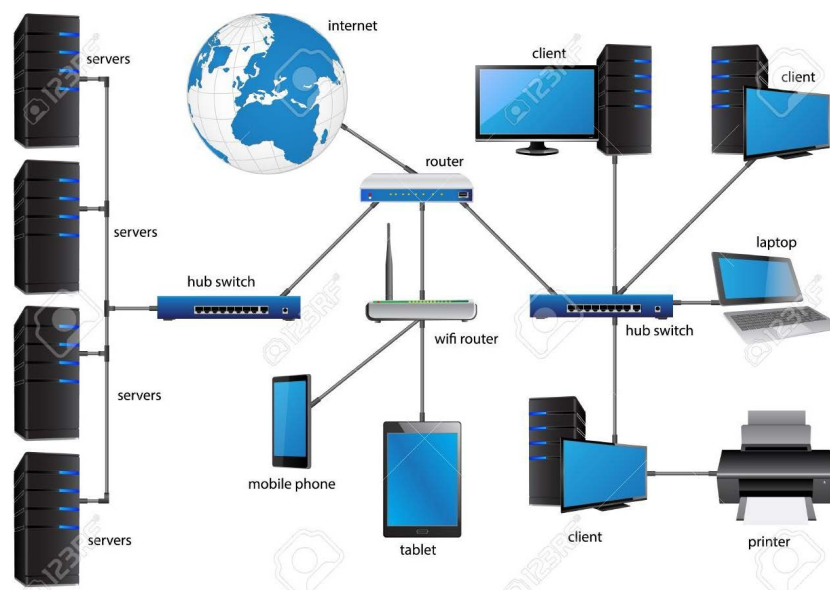 internet
servers
client
client
router
servers
laptop
hub switch
hub switch
wifi router
servers
mobile phone
tablet
servers
client
printer
123RF